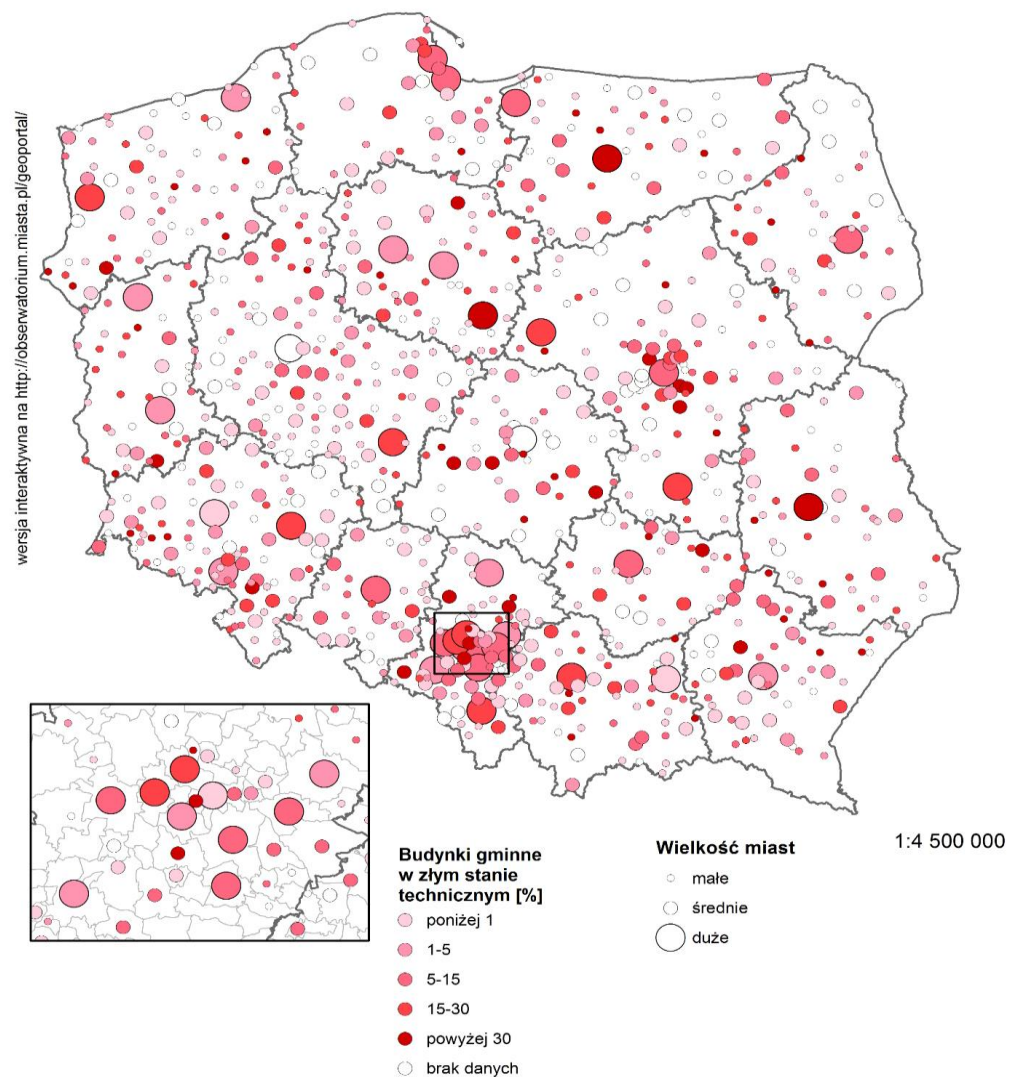 wersja interaktywna na http://obserwatorium.miasta.pl/geoportal/
Budynki gminne
w złym stanie
technicznym [%]
poniżej 1
1-5
5-15
15-30
powyżej 30
brak danych
Wielkość miast
małe
średnie
duże
1:4 500 000